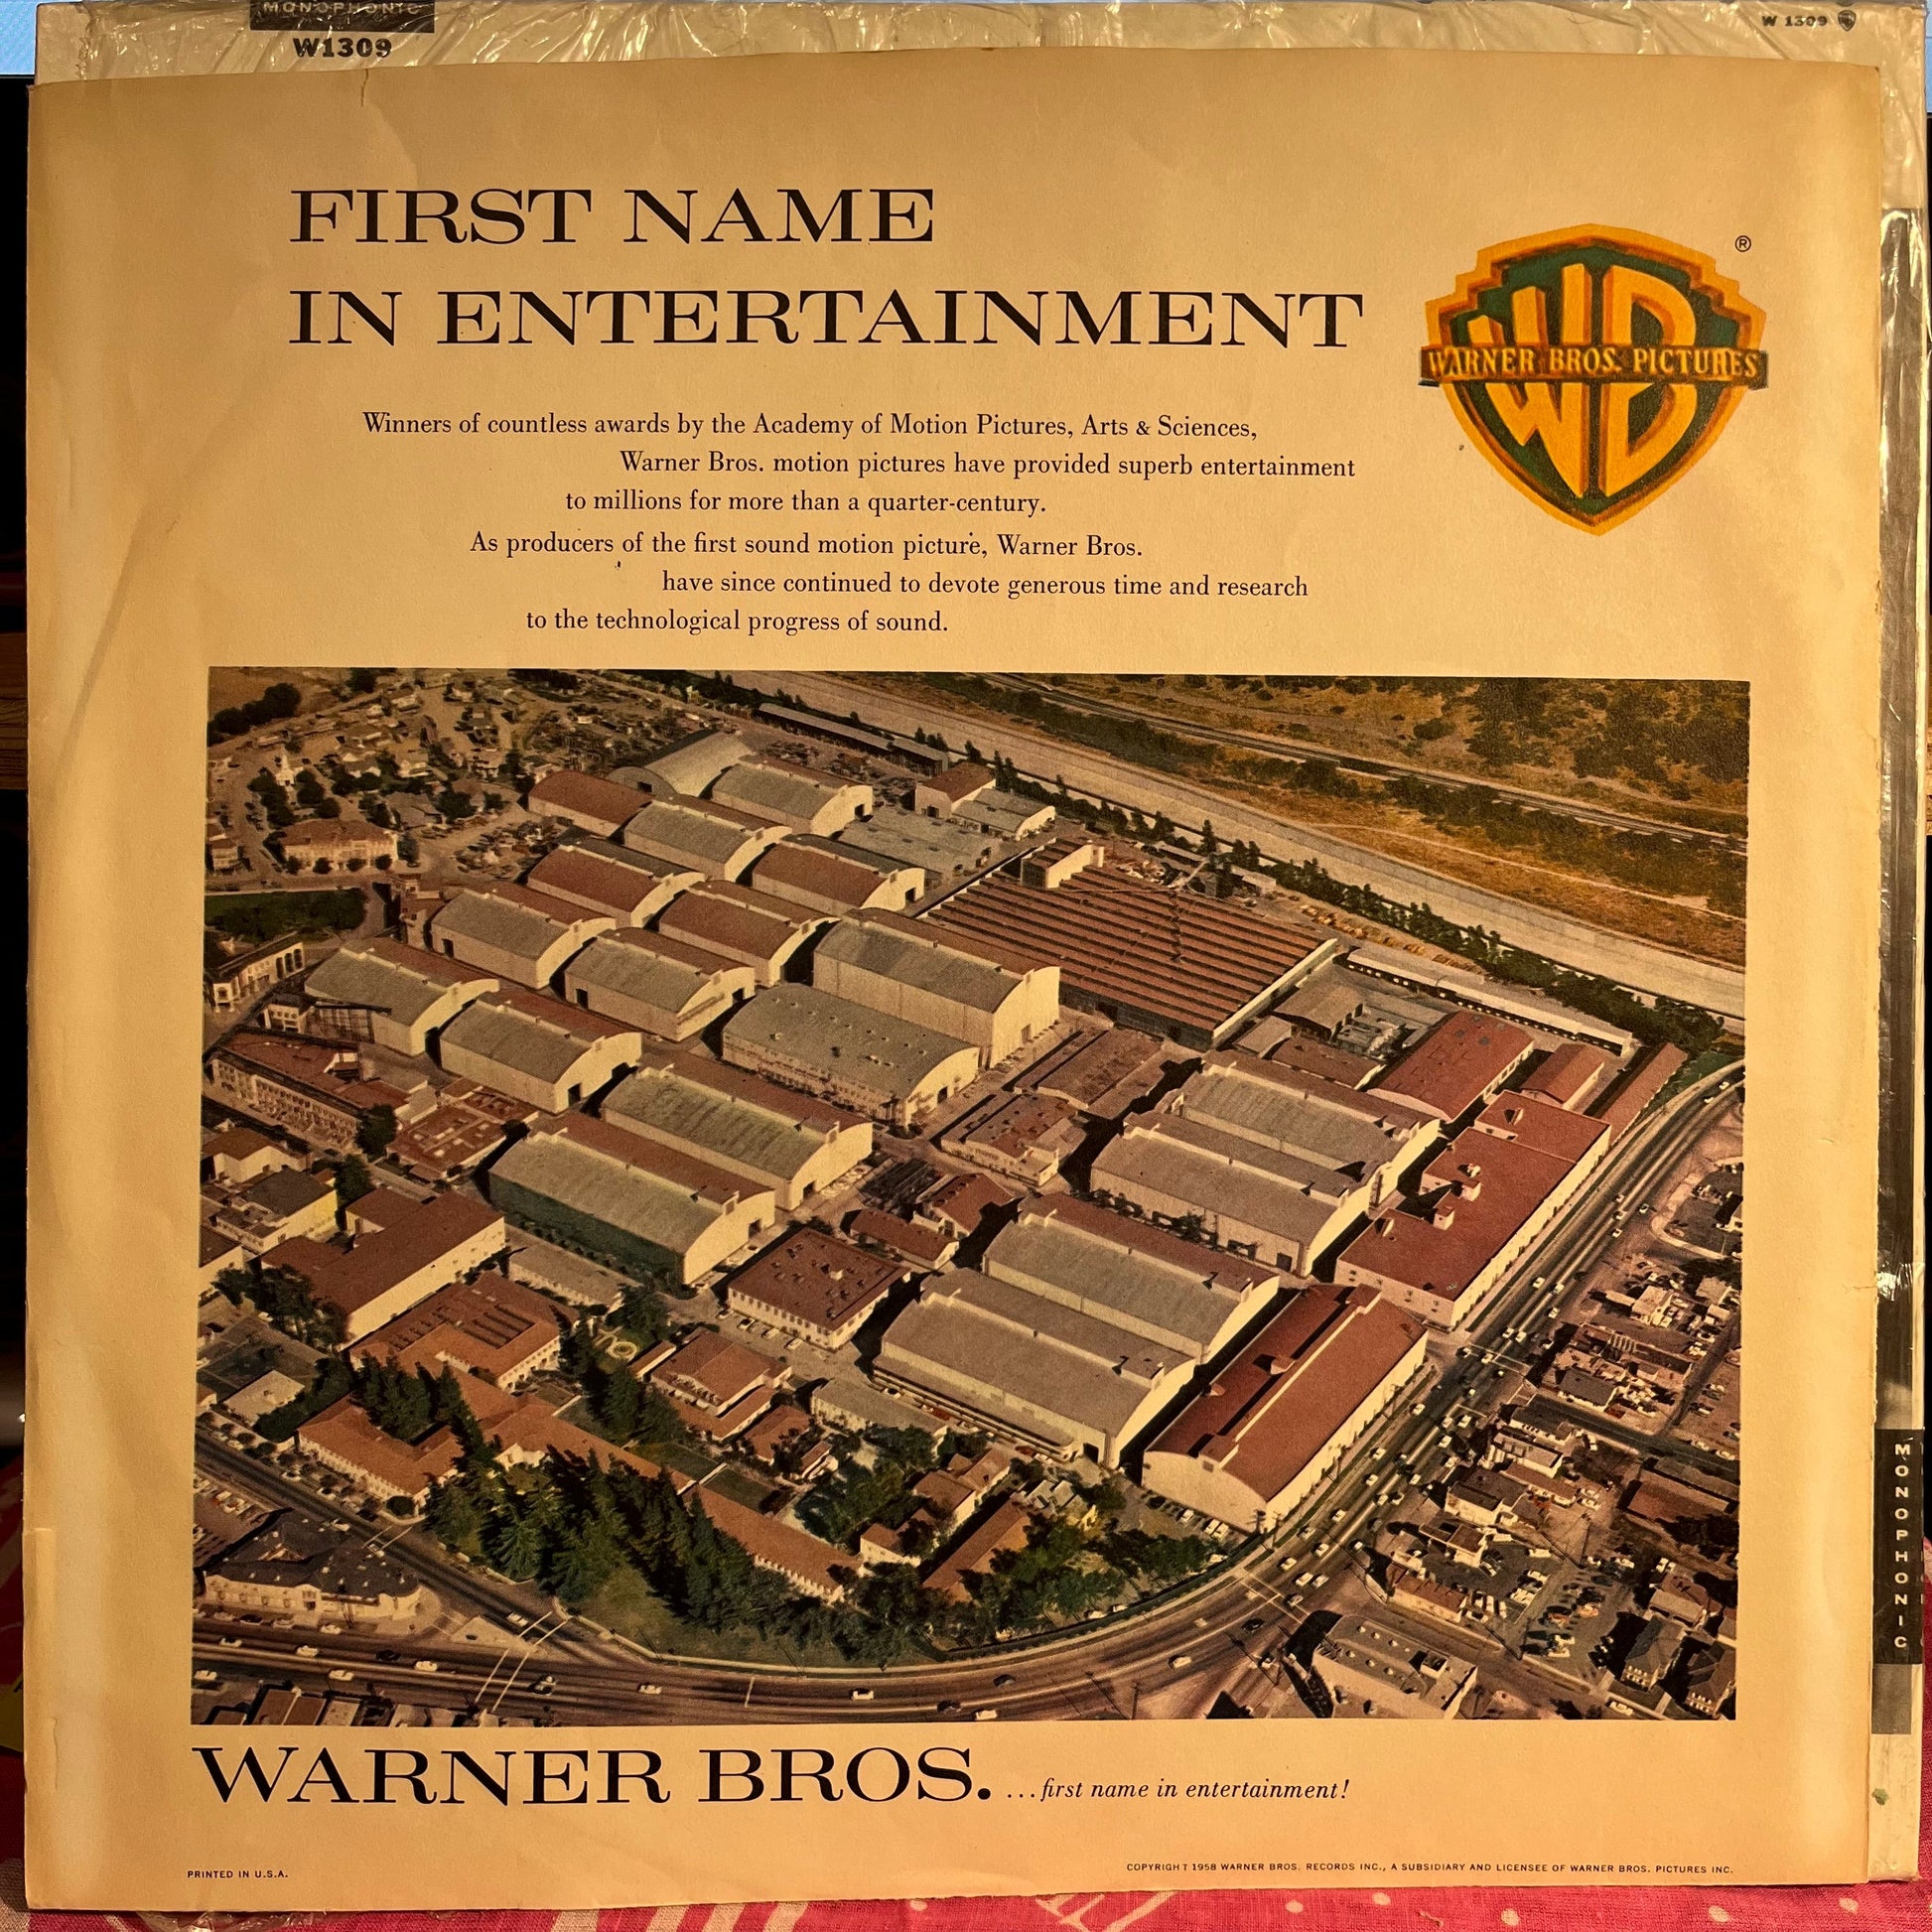 MONOPHONIC
W1309
W 1309
FIRST NAME
IN ENTERTAINMENT
®
WB
WARNER BROS. PICTURES
Winners of countless awards by the Academy of Motion Pictures, Arts & Sciences,
Warner Bros. motion pictures have provided superb entertainment
to millions for more than a quarter-century.
As producers of the first sound motion picture, Warner Bros.
have since continued to devote generous time and research
to the technological progress of sound.
MONOPHONIC
WARNER BROS. ...first name in entertainment!
PRINTED IN U.S.A.
COPYRIGHT 1958 WARNER BROS. RECORDS INC., A SUBSIDIARY AND LICENSEE OF WARNER BROS. PICTURES INC.